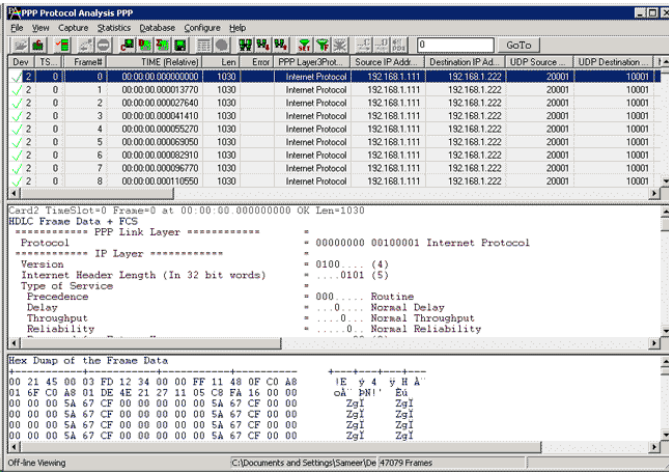 PPP Protocol Analysis PPP
File View Capture Statistics Database Configure Help
0 GoTo
Dev TS... Frame# TIME (Relative) Len Error PPP Layer3Prot... Source IP Addr... Destination IP Ad... UDP Source ... UDP Destination ...
2 0 0 00:00:00.000000000 1030 Internet Protocol 192.168.1.111 192.168.1.222 20001 10001
2 0 1 00:00:00.000013770 1030 Internet Protocol 192.168.1.111 192.168.1.222 20001 10001
2 0 2 00:00:00.000027640 1030 Internet Protocol 192.168.1.111 192.168.1.222 20001 10001
2 0 3 00:00:00.000041410 1030 Internet Protocol 192.168.1.111 192.168.1.222 20001 10001
2 0 4 00:00:00.000055270 1030 Internet Protocol 192.168.1.111 192.168.1.222 20001 10001
2 0 5 00:00:00.000069050 1030 Internet Protocol 192.168.1.111 192.168.1.222 20001 10001
2 0 6 00:00:00.000082910 1030 Internet Protocol 192.168.1.111 192.168.1.222 20001 10001
2 0 7 00:00:00.000096770 1030 Internet Protocol 192.168.1.111 192.168.1.222 20001 10001
2 0 8 00:00:00.000110550 1030 Internet Protocol 192.168.1.111 192.168.1.222 20001 10001
Card2 TimeSlot=0 Frame=0 at 00:00:00.000000000 OK Len=1030
HDLC Frame Data + FCS
============ PPP Link Layer ============ =
Protocol = 00000000 00100001 Internet Protocol
============ IP Layer ============ =
Version = 0100.... (4)
Internet Header Length (In 32 bit words) = ....0101 (5)
Type of Service =
Precedence = 000..... Routine
Delay = ...0.... Normal Delay
Throughput = ....0... Normal Throughput
Reliability = .....0.. Normal Reliability
Hex Dump of the Frame Data
00 21 45 00 03 FD 12 34 00 00 FF 11 48 0F C0 A8 !E ý 4 ÿ H À¨
01 6F C0 A8 01 DE 4E 21 27 11 05 C8 FA 16 00 00 oÀ¨ ÞN!' Èú
00 00 00 5A 67 CF 00 00 00 00 5A 67 CF 00 00 ZgÏ ZgÏ
00 00 00 5A 67 CF 00 00 00 00 5A 67 CF 00 00 ZgÏ ZgÏ
00 00 00 5A 67 CF 00 00 00 00 5A 67 CF 00 00 ZgÏ ZgÏ
00 00 00 5A 67 CF 00 00 00 00 5A 67 CF 00 00 ZgÏ ZgÏ
Off-line Viewing C:\Documents and Settings\Sameer\De 47079 Frames